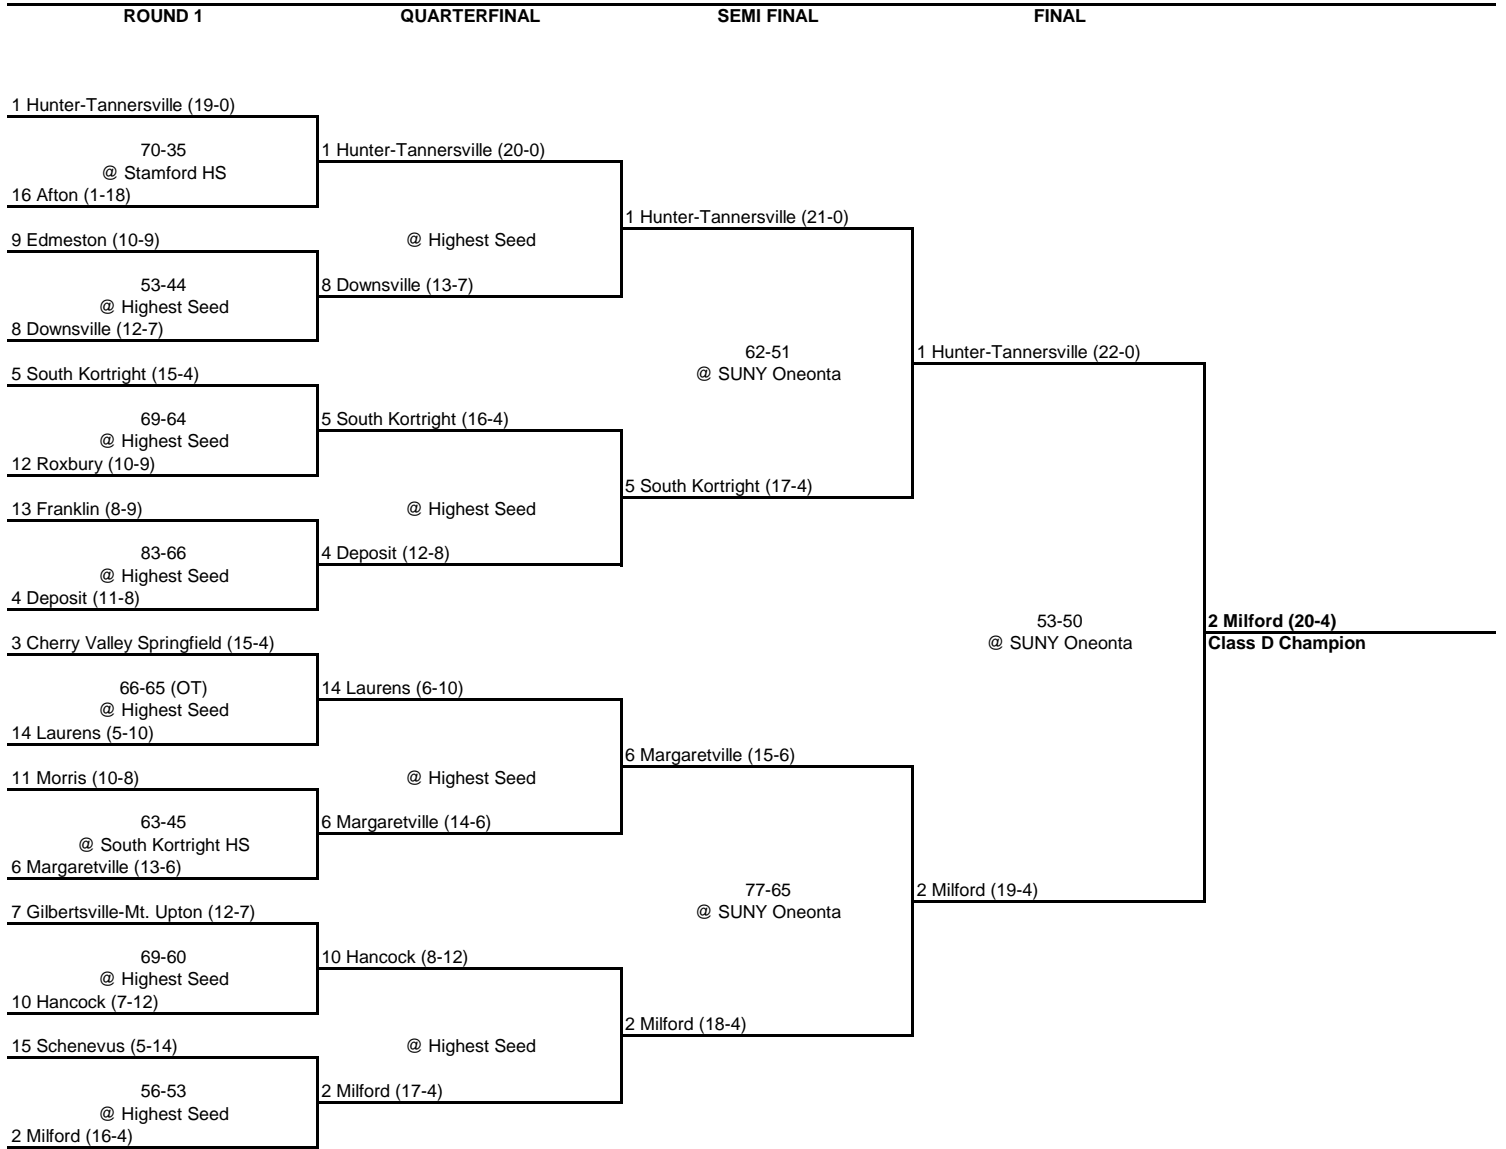 ROUND 1
QUARTERFINAL
SEMI FINAL
FINAL
1 Hunter-Tannersville (19-0)
70-35
@ Stamford HS
16 Afton (1-18)
9 Edmeston (10-9)
53-44
@ Highest Seed
8 Downsville (12-7)
5 South Kortright (15-4)
69-64
@ Highest Seed
12 Roxbury (10-9)
13 Franklin (8-9)
83-66
@ Highest Seed
4 Deposit (11-8)
3 Cherry Valley Springfield (15-4)
66-65 (OT)
@ Highest Seed
14 Laurens (5-10)
11 Morris (10-8)
63-45
@ South Kortright HS
6 Margaretville (13-6)
7 Gilbertsville-Mt. Upton (12-7)
69-60
@ Highest Seed
10 Hancock (7-12)
15 Schenevus (5-14)
56-53
@ Highest Seed
2 Milford (16-4)
1 Hunter-Tannersville (20-0)
@ Highest Seed
8 Downsville (13-7)
5 South Kortright (16-4)
@ Highest Seed
4 Deposit (12-8)
14 Laurens (6-10)
@ Highest Seed
6 Margaretville (14-6)
10 Hancock (8-12)
@ Highest Seed
2 Milford (17-4)
1 Hunter-Tannersville (21-0)
62-51
@ SUNY Oneonta
5 South Kortright (17-4)
6 Margaretville (15-6)
77-65
@ SUNY Oneonta
2 Milford (18-4)
1 Hunter-Tannersville (22-0)
53-50
@ SUNY Oneonta
2 Milford (19-4)
2 Milford (20-4)
Class D Champion